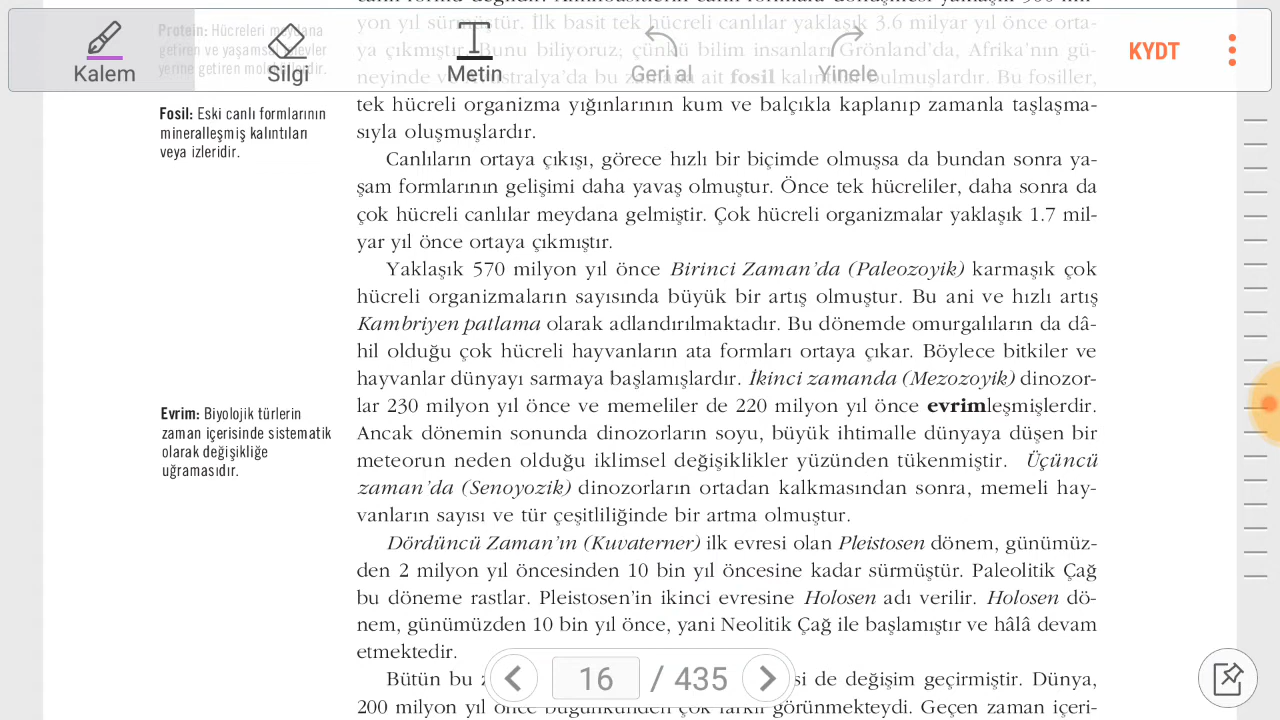 Kalem
Silgi
Metin
Geri al
Yinele
KYDT
Protein: Hücreleri meydana
getiren ve yaşamsal işlevler
yerine getiren moleküllerdir.
Fosil: Eski canlı formlarının
mineralleşmiş kalıntıları
veya izleridir.
Evrim: Biyolojik türlerin
zaman içerisinde sistematik
olarak değişikliğe
uğramasıdır.
yon yıl sürmüştür. İlk basit tek hücreli canlılar yaklaşık 3.6 milyar yıl önce orta-
ya çıkmıştır. Bunu biliyoruz; çünkü bilim insanları Grönland'da, Afrika'nın gü-
neyinde ve Avustralya'da bu zamana ait fosil kalıntılar bulmuşlardır. Bu fosiller,
tek hücreli organizma yığınlarının kum ve balçıkla kaplanıp zamanla taşlaşma-
sıyla oluşmuşlardır.
Canlıların ortaya çıkışı, görece hızlı bir biçimde olmuşsa da bundan sonra ya-
şam formlarının gelişimi daha yavaş olmuştur. Önce tek hücreliler, daha sonra da
çok hücreli canlılar meydana gelmiştir. Çok hücreli organizmalar yaklaşık 1.7 mil-
yar yıl önce ortaya çıkmıştır.
Yaklaşık 570 milyon yıl önce Birinci Zaman'da (Paleozoyik) karmaşık çok
hücreli organizmaların sayısında büyük bir artış olmuştur. Bu ani ve hızlı artış
Kambriyen patlama olarak adlandırılmaktadır. Bu dönemde omurgalıların da dâ-
hil olduğu çok hücreli hayvanların ata formları ortaya çıkar. Böylece bitkiler ve
hayvanlar dünyayı sarmaya başlamışlardır. İkinci zamanda (Mezozoyik) dinozor-
lar 230 milyon yıl önce ve memeliler de 220 milyon yıl önce evrimleşmişlerdir.
Ancak dönemin sonunda dinozorların soyu, büyük ihtimalle dünyaya düşen bir
meteorun neden olduğu iklimsel değişiklikler yüzünden tükenmiştir. Üçüncü
zaman'da (Senoyozik) dinozorların ortadan kalkmasından sonra, memeli hay-
vanların sayısı ve tür çeşitliliğinde bir artma olmuştur.
Dördüncü Zaman'ın (Kuvaterner) ilk evresi olan Pleistosen dönem, günümüz-
den 2 milyon yıl öncesinden 10 bin yıl öncesine kadar sürmüştür. Paleolitik Çağ
bu döneme rastlar. Pleistosen'in ikinci evresine Holosen adı verilir. Holosen dö-
nem, günümüzden 10 bin yıl önce, yani Neolitik Çağ ile başlamıştır ve hâlâ devam
etmektedir.
Bütün bu si de değişim geçirmiştir. Dünya,
200 milyon yıl önce bugünkünden çok farklı görünmekteydi. Geçen zaman içeri-
16 / 435